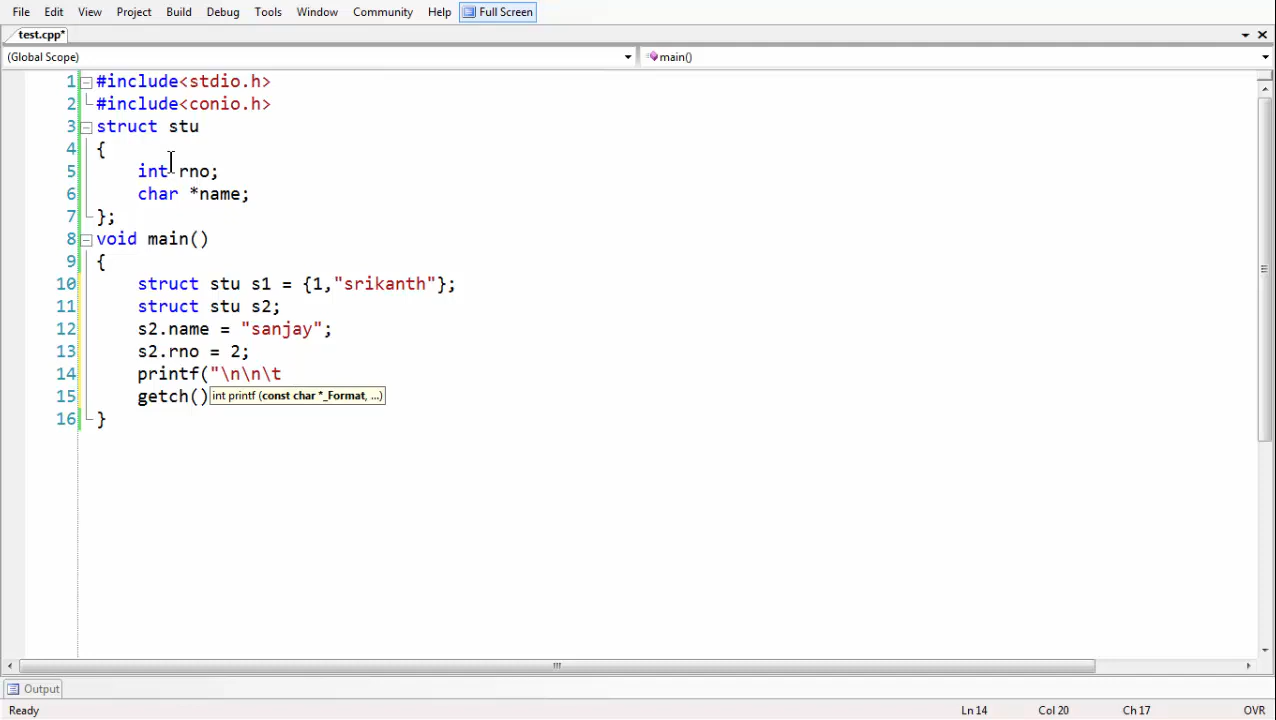 File Edit View Project Build Debug Tools Window Community Help Full Screen
test.cpp*
(Global Scope) main()
1 #include<stdio.h>
2 #include<conio.h>
3 struct stu
4 {
5 int rno;
6 char *name;
7 };
8 void main()
9 {
10 struct stu s1 = {1,"srikanth"};
11 struct stu s2;
12 s2.name = "sanjay";
13 s2.rno = 2;
14 printf("\n\n\t
15 getch() int printf (const char *_Format, ...)
16 }
Output
Ready Ln 14 Col 20 Ch 17 OVR